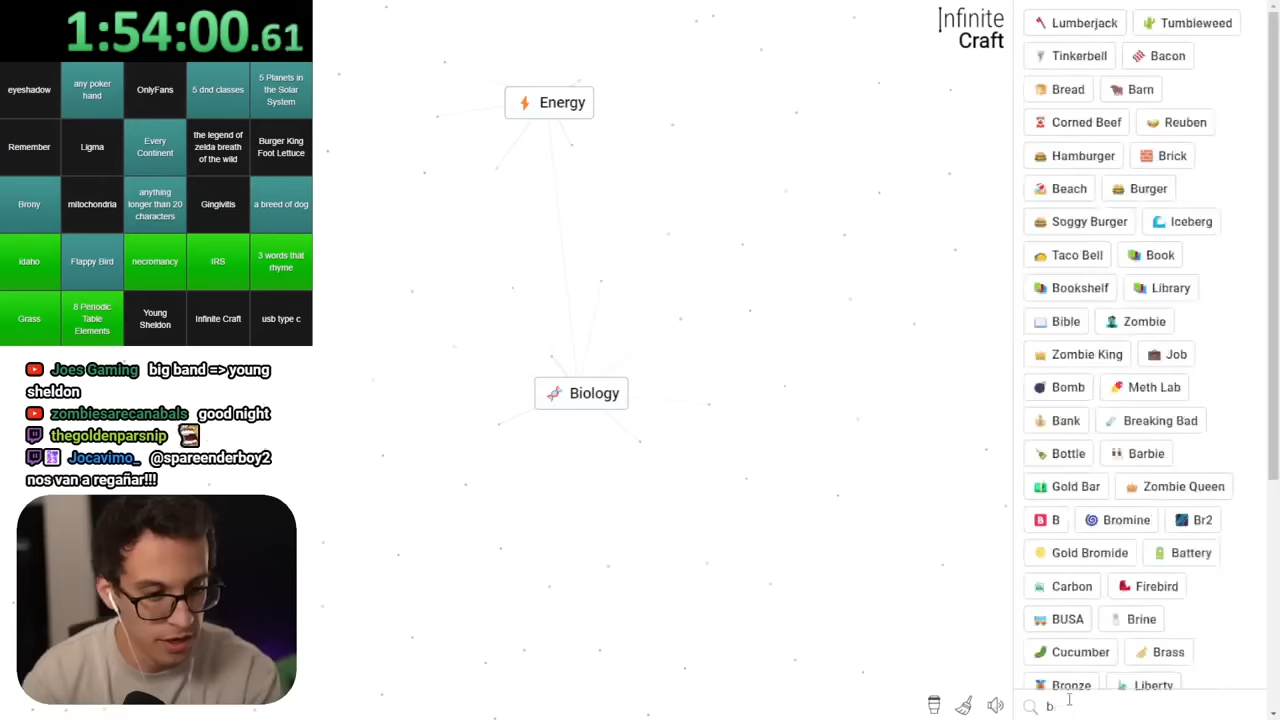 1:54:00.61
eyeshadow
any poker
hand
OnlyFans
5 dnd classes
5 Planets in
the Solar
System
Remember
Ligma
Every
Continent
the legend of
zelda breath
of the wild
Burger King
Foot Lettuce
Brony
mitochondria
anything
longer than 20
characters
Gingivitis
a breed of dog
idaho
Flappy Bird
necromancy
IRS
3 words that
rhyme
Grass
8 Periodic
Table
Elements
Young
Sheldon
Infinite Craft
usb type c
Joes Gaming big band => young
sheldon
zombiesarecanabals good night
thegoldenparsnip
Jocavimo_ @spareenderboy2
nos van a regañar!!!
Energy
Biology
Infinite
Craft
Lumberjack Tumbleweed
Tinkerbell Bacon
Bread Barn
Corned Beef Reuben
Hamburger Brick
Beach Burger
Soggy Burger Iceberg
Taco Bell Book
Bookshelf Library
Bible Zombie
Zombie King Job
Bomb Meth Lab
Bank Breaking Bad
Bottle Barbie
Gold Bar Zombie Queen
B Bromine Br2
Gold Bromide Battery
Carbon Firebird
BUSA Brine
Cucumber Brass
Bronze Liberty
b